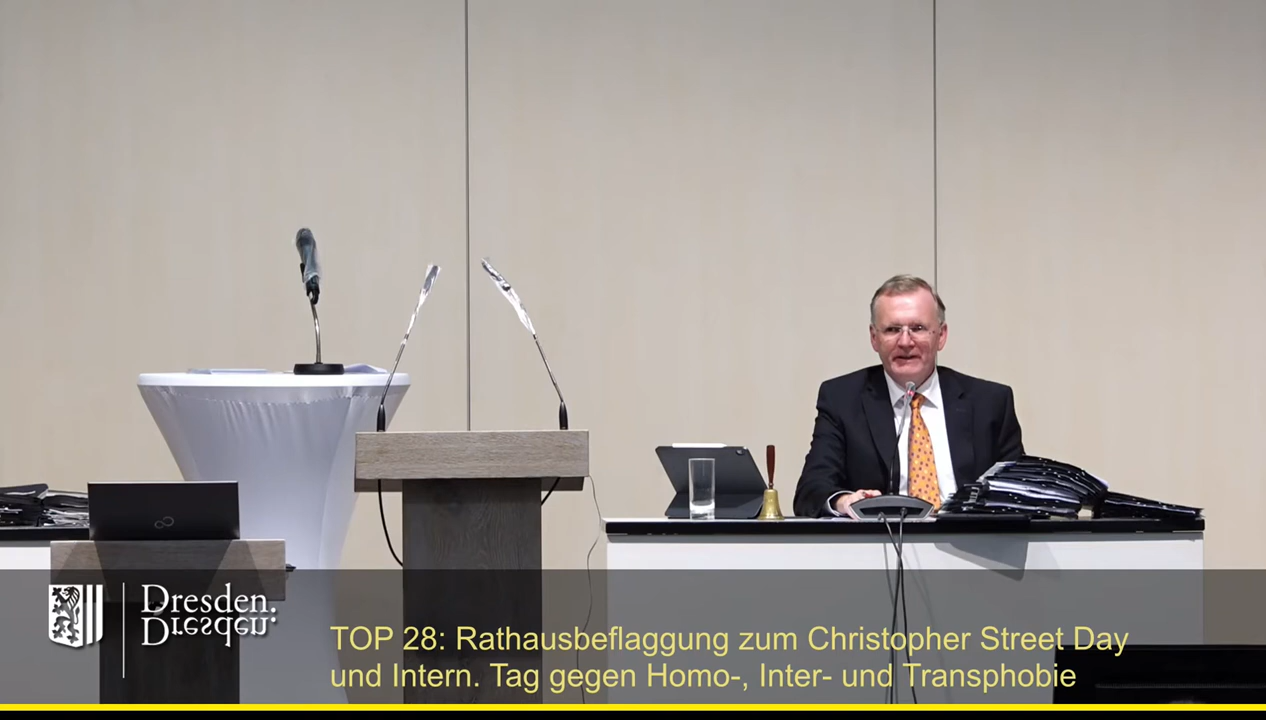 Dresden.
Dresden.
TOP 28: Rathausbeflaggung zum Christopher Street Day
und Intern. Tag gegen Homo-, Inter- und Transphobie